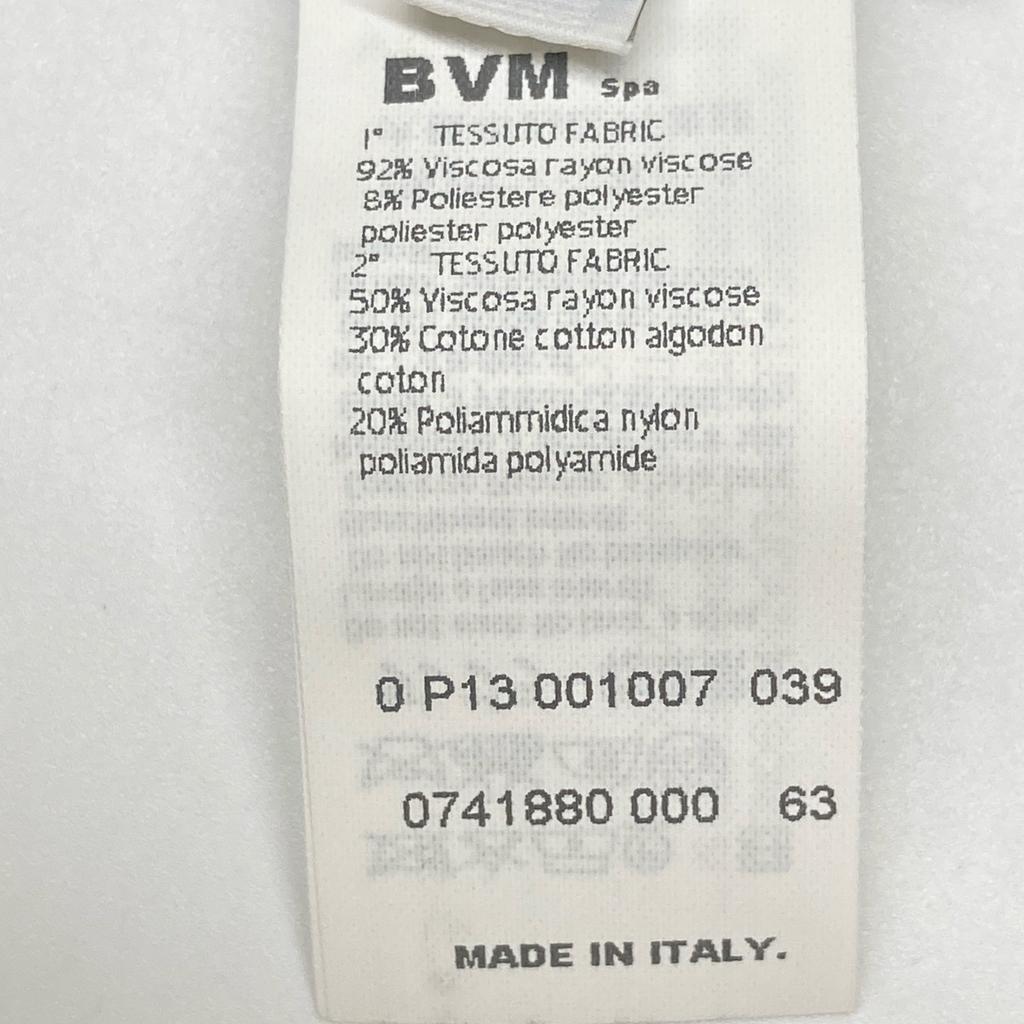 BVM Spa
1° TESSUTO FABRIC
92% Viscosa rayon viscose
8% Poliestere polyester
poliester polyester
2° TESSUTO FABRIC
50% Viscosa rayon viscose
30% Cotone cotton algodon
coton
20% Poliammidica nylon
poliamida polyamide
0 P13 001007 039
0741880 000 63
MADE IN ITALY.